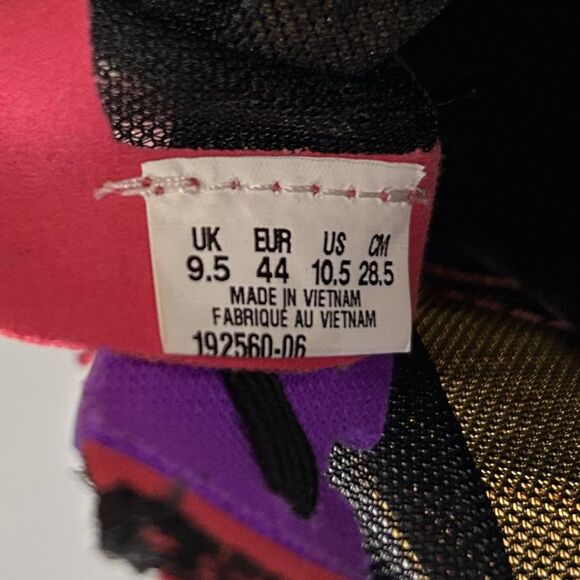 UK EUR US CM
9.5 44 10.5 28.5
MADE IN VIETNAM
FABRIQUÉ AU VIETNAM
192560-06